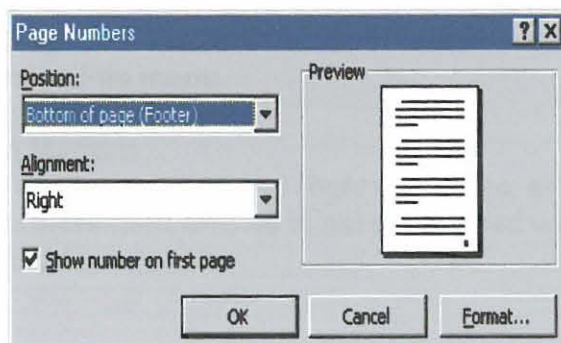 Page Numbers
Position:
Bottom of page (Footer)
Alignment:
Right
Show number on first page
Preview
OK
Cancel
Format...